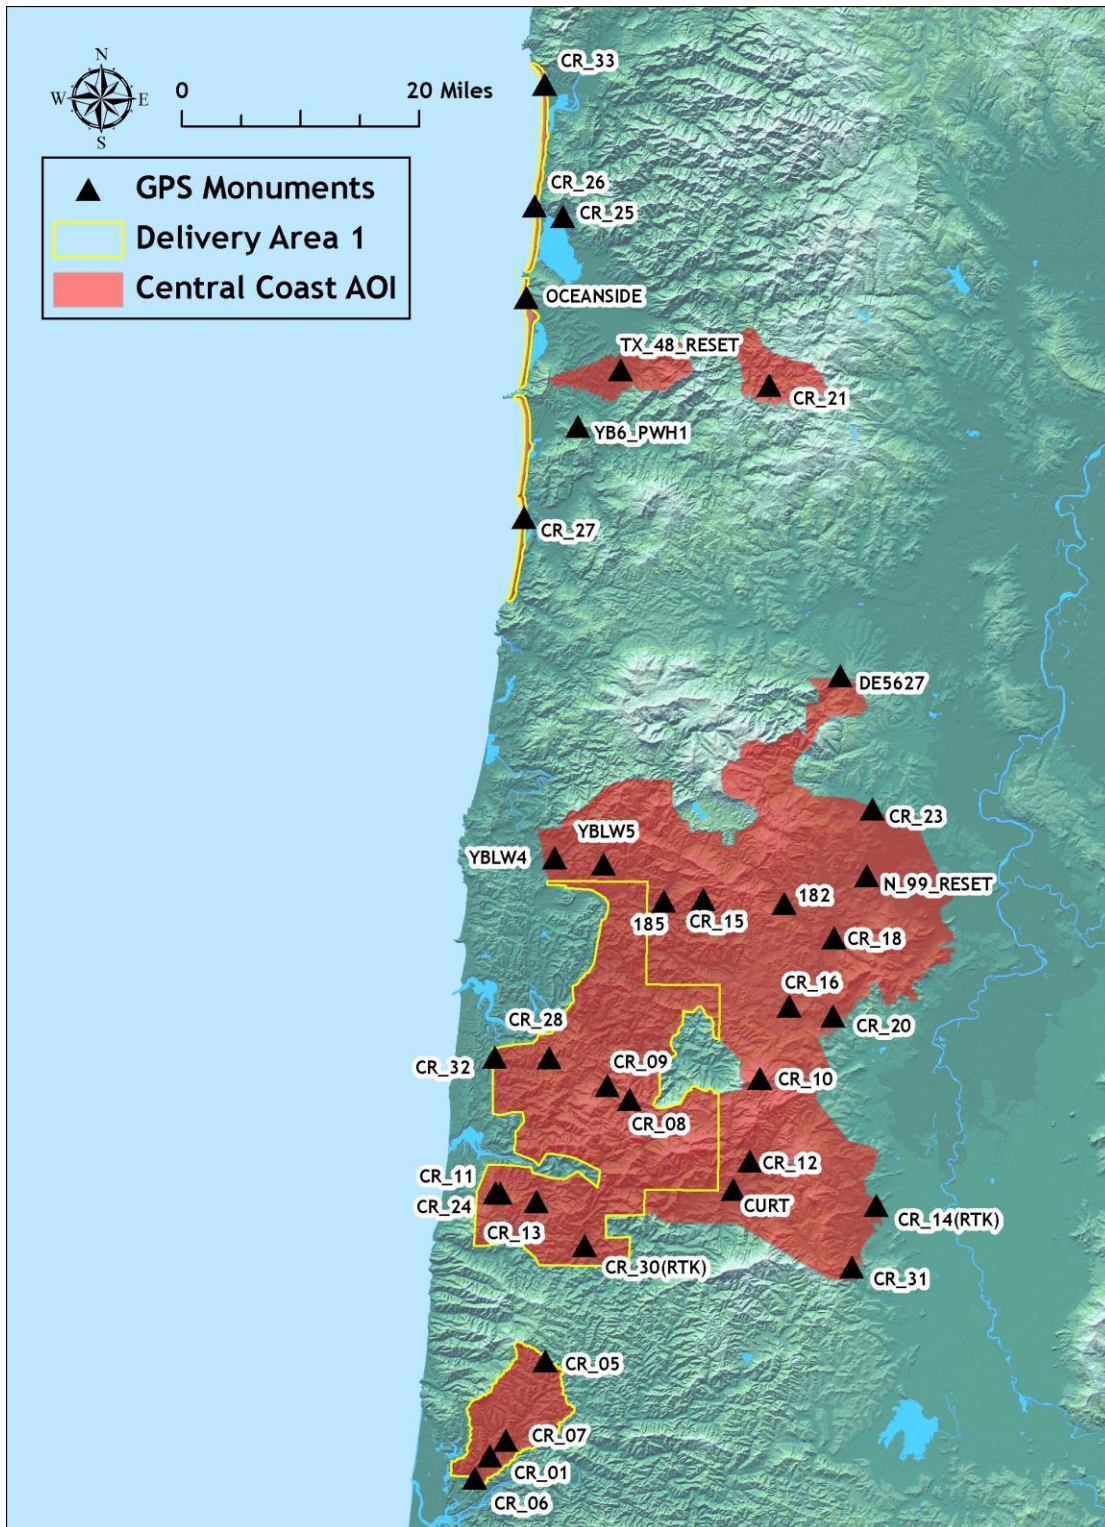 CR_33
N
W E
S
0 20 Miles
GPS Monuments
Delivery Area 1
Central Coast AOI
CR_26
CR_25
OCEANSIDE
TX_48_RESET
CR_21
YB6_PWH1
CR_27
DE5627
CR_23
YBLW5
YBLW4
N_99_RESET
182
185
CR_15
CR_18
CR_16
CR_20
CR_28
CR_32
CR_09
CR_10
CR_08
CR_12
CR_11
CR_24
CURT
CR_14(RTK)
CR_13
CR_30(RTK)
CR_31
CR_05
CR_07
CR_01
CR_06